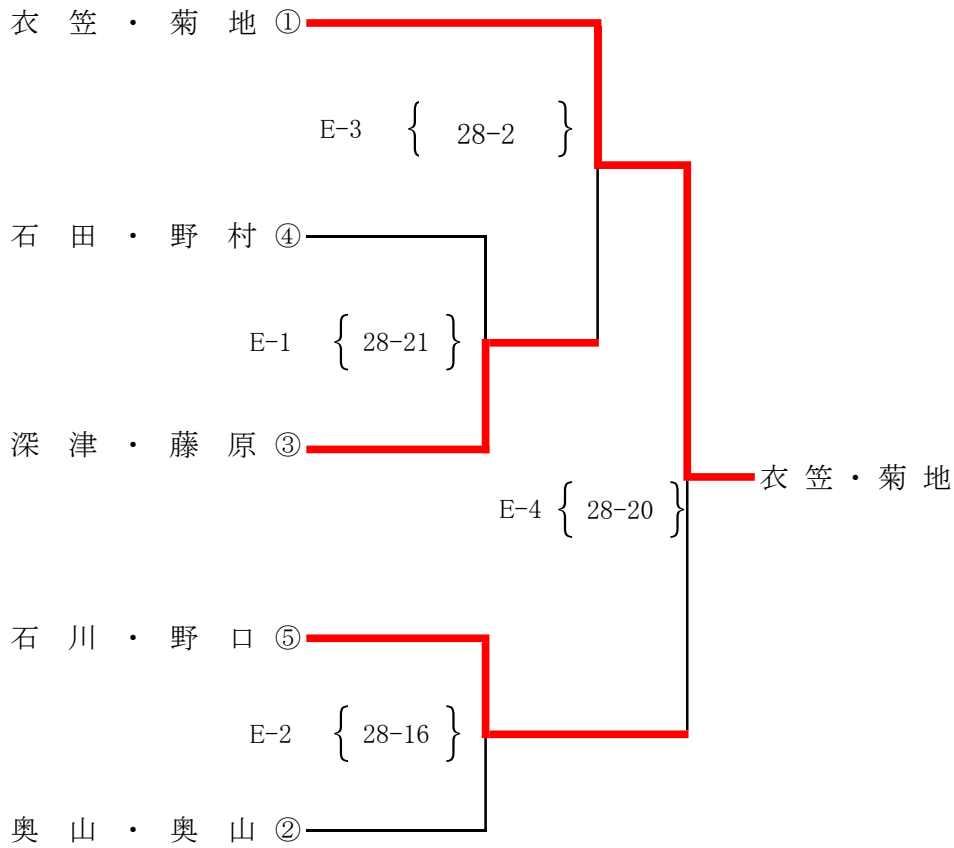 衣笠・菊地①
E-3 { 28-2 }
石田・野村④
E-1 { 28-21 }
深津・藤原③
衣笠・菊地
E-4 { 28-20 }
石川・野口⑤
E-2 { 28-16 }
奥山・奥山②